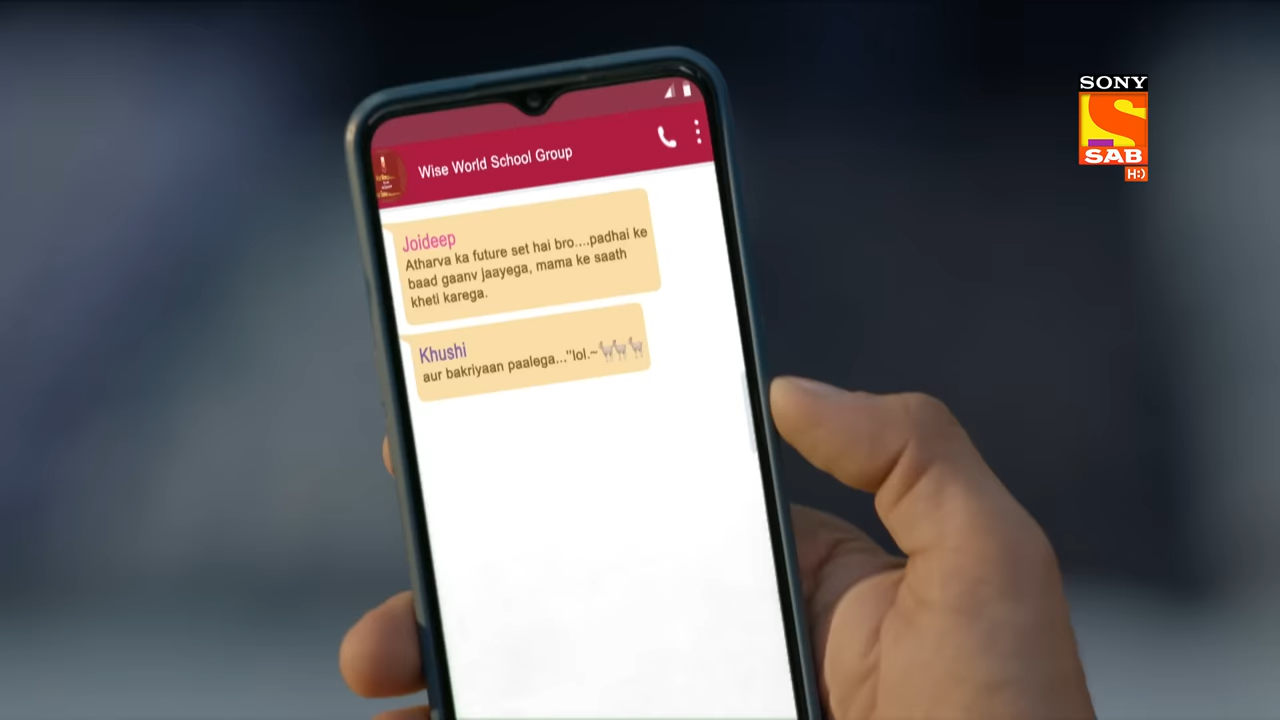 SONY
S
SAB
H:)
Wise World School Group
Joideep
Atharva ka future set hai bro....padhai ke
baad gaanv jaayega, mama ke saath
kheti karega.
Khushi
aur bakriyaan paalega..."lol.~🐐🐐🐐